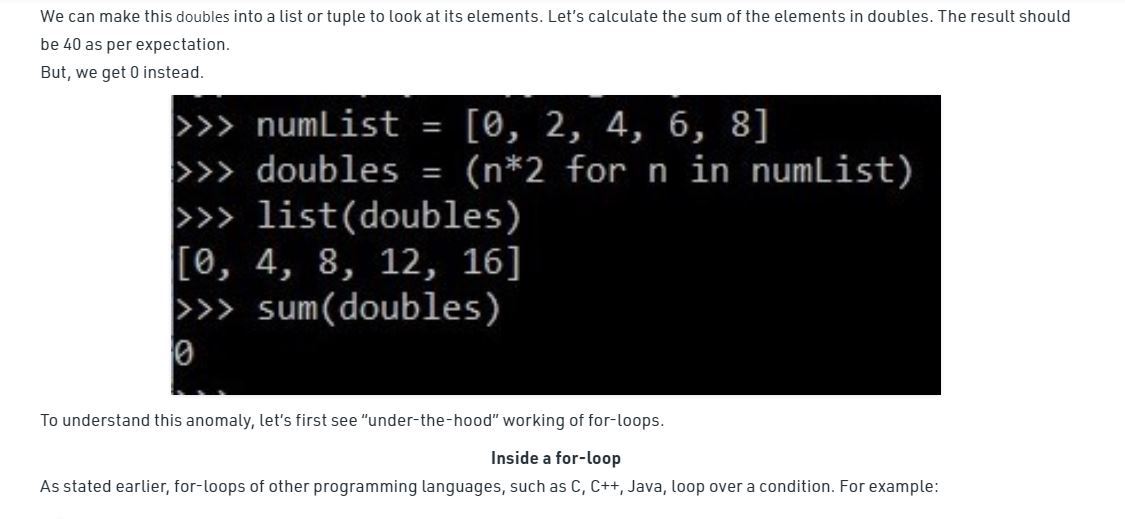 We can make this doubles into a list or tuple to look at its elements. Let's calculate the sum of the elements in doubles. The result should
be 40 as per expectation.
But, we get 0 instead.
>>> numList = [0, 2, 4, 6, 8]
>>> doubles = (n*2 for n in numList)
>>> list(doubles)
[0, 4, 8, 12, 16]
>>> sum(doubles)
0
To understand this anomaly, let's first see “under-the-hood” working of for-loops.
Inside a for-loop
As stated earlier, for-loops of other programming languages, such as C, C++, Java, loop over a condition. For example: